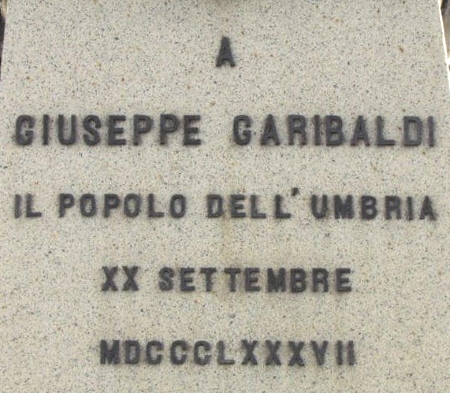 A
GIUSEPPE GARIBALDI
IL POPOLO DELL'UMBRIA
XX SETTEMBRE
MDCCCLXXXVII